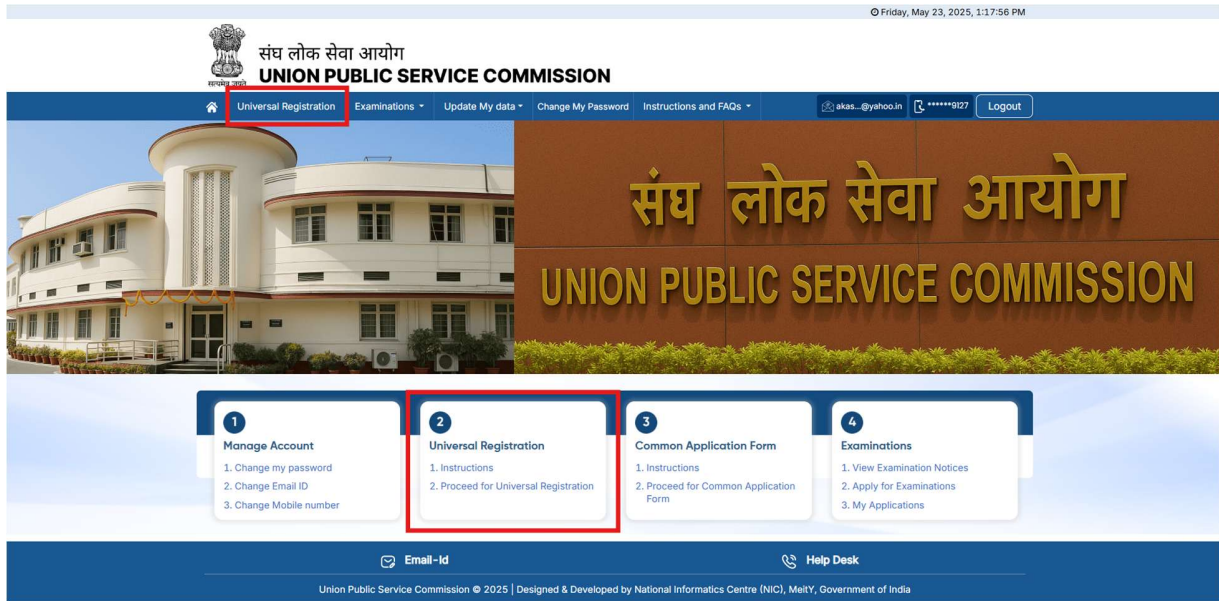 Friday, May 23, 2025, 1:17:56 PM
सत्यमेव जयते
संघ लोक सेवा आयोग
UNION PUBLIC SERVICE COMMISSION
Universal Registration Examinations Update My data Change My Password Instructions and FAQs akas...@yahoo.in ******9127 Logout
संघ लोक सेवा आयोग
UNION PUBLIC SERVICE COMMISSION
1
Manage Account
1. Change my password
2. Change Email ID
3. Change Mobile number
2
Universal Registration
1. Instructions
2. Proceed for Universal Registration
3
Common Application Form
1. Instructions
2. Proceed for Common Application
Form
4
Examinations
1. View Examination Notices
2. Apply for Examinations
3. My Applications
Email-Id
Help Desk
Union Public Service Commission © 2025 | Designed & Developed by National Informatics Centre (NIC), MeitY, Government of India